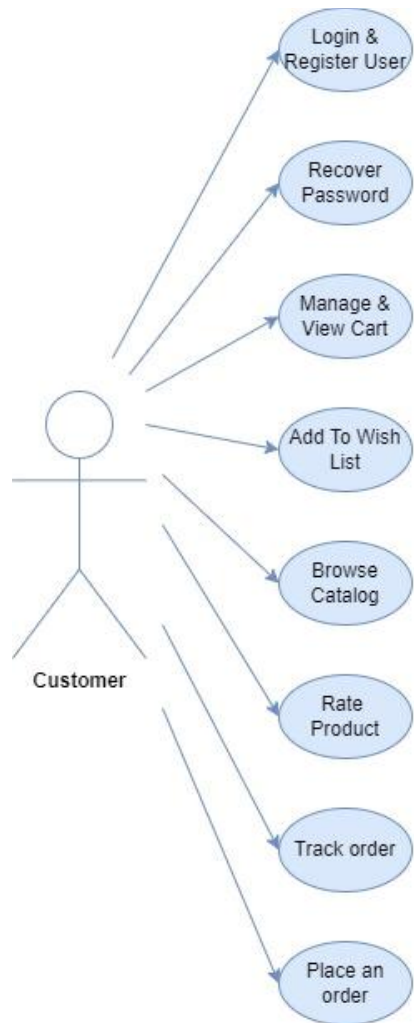 Login &
Register User
Recover
Password
Manage &
View Cart
Add To Wish
List
Browse
Catalog
Customer
Rate
Product
Track order
Place an
order